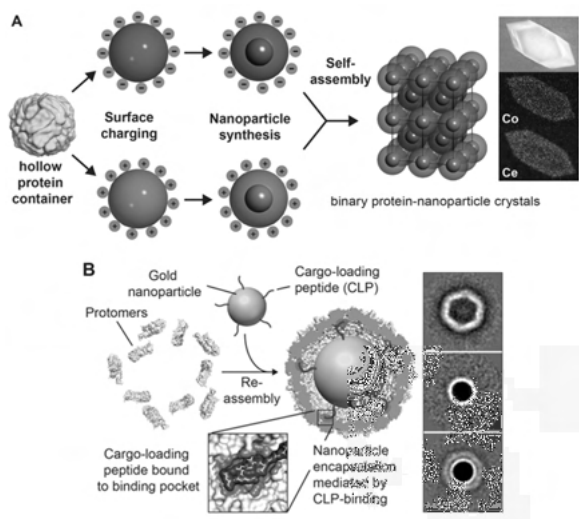 A
Surface
charging
Nanoparticle
synthesis
Self-
assembly
hollow
protein
container
binary protein-nanoparticle crystals
Co
Ce
B
Gold
nanoparticle
Cargo-loading
peptide (CLP)
Protomers
Re-
assembly
Cargo-loading
peptide bound
to binding pocket
Nanoparticle
encapsulation
mediated by
CLP-binding